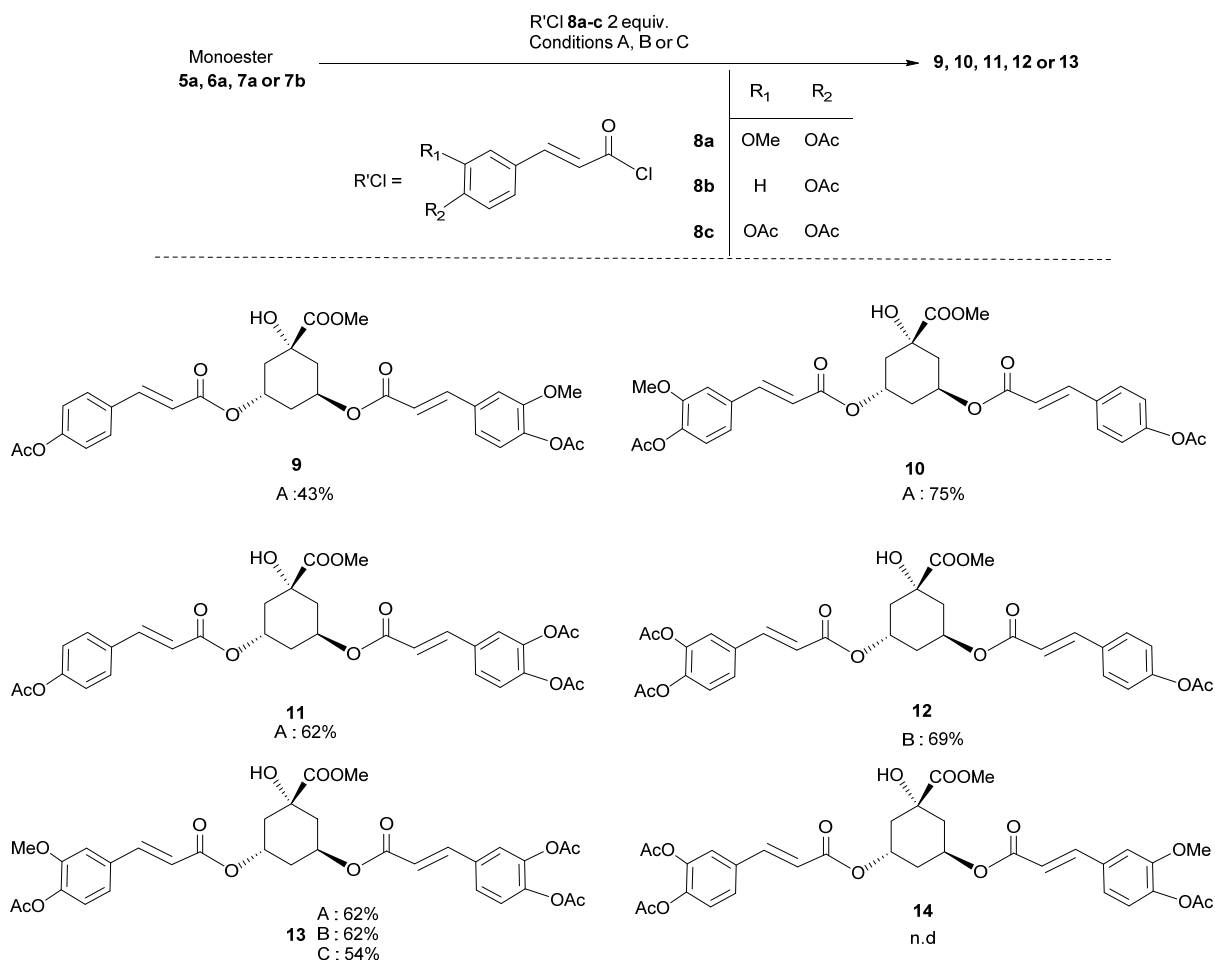 R'Cl 8a-c 2 equiv.
Conditions A, B or C
Monoester
5a, 6a, 7a or 7b
9, 10, 11, 12 or 13
R1 R2
8a OMe OAc
8b H OAc
8c OAc OAc
R'Cl =
R1
R2
O
Cl
HO COOMe
O O
O O
OMe
AcO OAc
9
A :43%
HO COOMe
O O
MeO
O O
AcO OAc
10
A : 75%
HO COOMe
O O
OAc
O O
AcO OAc
11
A : 62%
HO COOMe
O O
AcO
O O
AcO OAc
12
B : 69%
HO COOMe
O O
MeO OAc
O O
AcO OAc
13
A : 62%
B : 62%
C : 54%
HO COOMe
O O
AcO OMe
O O
AcO OAc
14
n.d